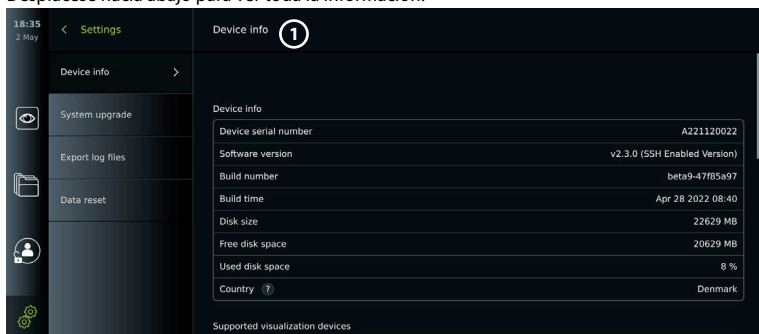 Desplácese hacia abajo para ver toda la información.
18:35
2 May
Settings
Device info
1
Device info
System upgrade
Export log files
Data reset
Device info
Device serial number A221120022
Software version v2.3.0 (SSH Enabled Version)
Build number beta9-47f85a97
Build time Apr 28 2022 08:40
Disk size 22629 MB
Free disk space 20629 MB
Used disk space 8 %
Country ? Denmark
Supported visualization devices